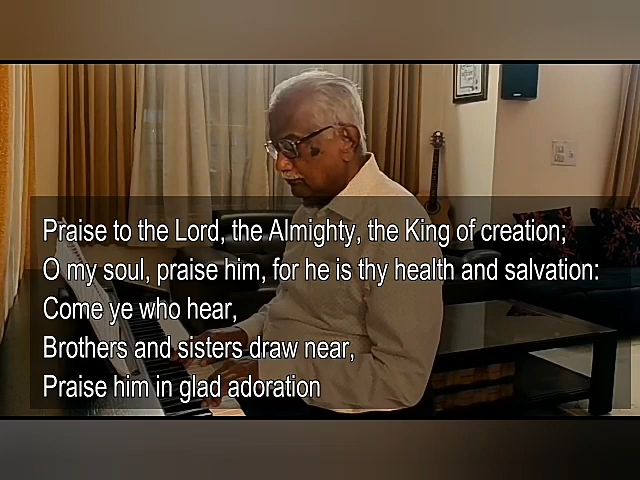 Praise to the Lord, the Almighty, the King of creation;
O my soul, praise him, for he is thy health and salvation:
Come ye who hear,
Brothers and sisters draw near,
Praise him in glad adoration